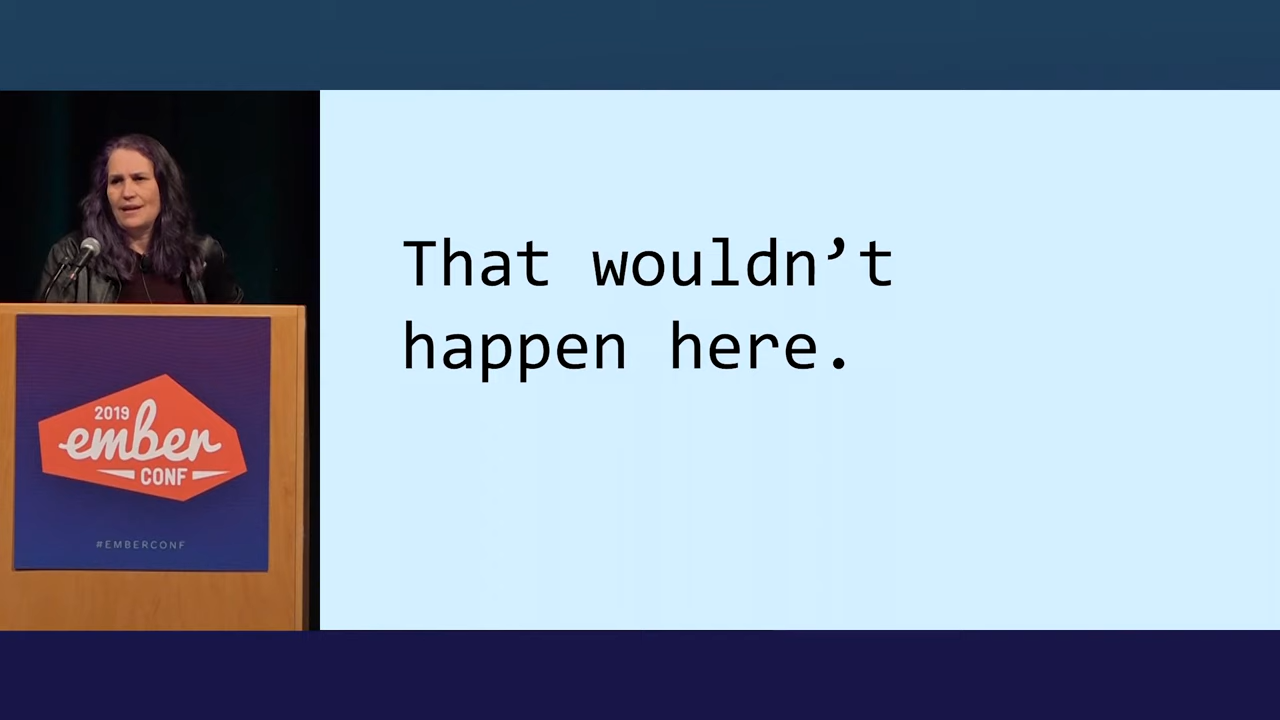 That wouldn’t
happen here.
2019
ember
CONF
#EMBERCONF